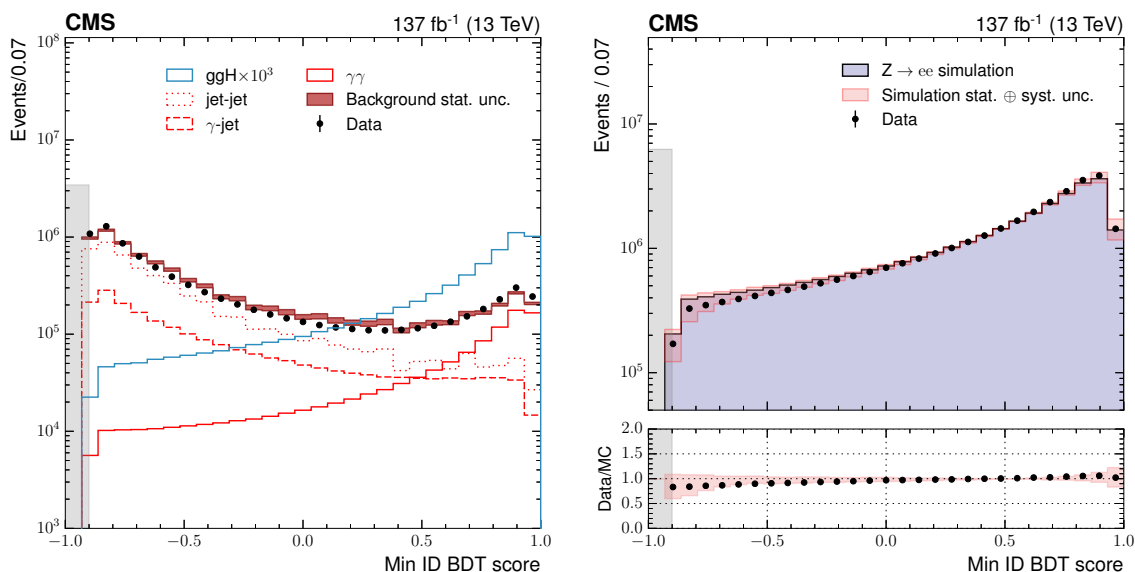 CMS 137 fb⁻¹ (13 TeV)
Events/0.07
ggH×10³ γγ
jet-jet Background stat. unc.
γ-jet Data
10⁸
10⁷
10⁶
10⁵
10⁴
10³
−1.0 −0.5 0.0 0.5 1.0
Min ID BDT score
CMS 137 fb⁻¹ (13 TeV)
Events / 0.07
Z → ee simulation
Simulation stat. ⊕ syst. unc.
Data
10⁷
10⁶
10⁵
Data/MC
2.0
1.5
1.0
0.5
0.0
−1.0 −0.5 0.0 0.5 1.0
Min ID BDT score